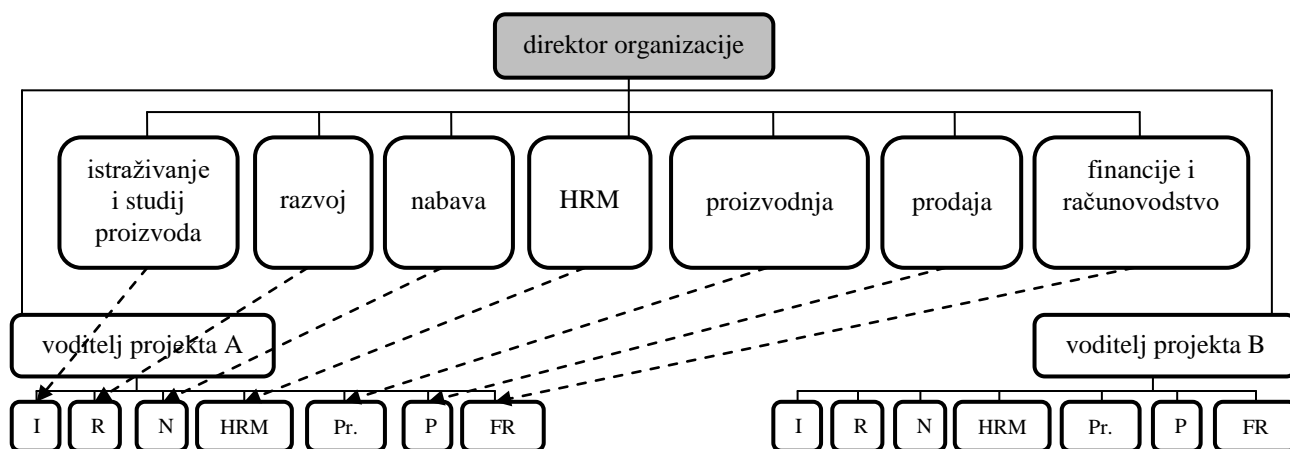 direktor organizacije
istraživanje
i studij
proizvoda
razvoj
nabava
HRM
proizvodnja
prodaja
financije i
računovodstvo
voditelj projekta A
voditelj projekta B
I
R
N
HRM
Pr.
P
FR
I
R
N
HRM
Pr.
P
FR